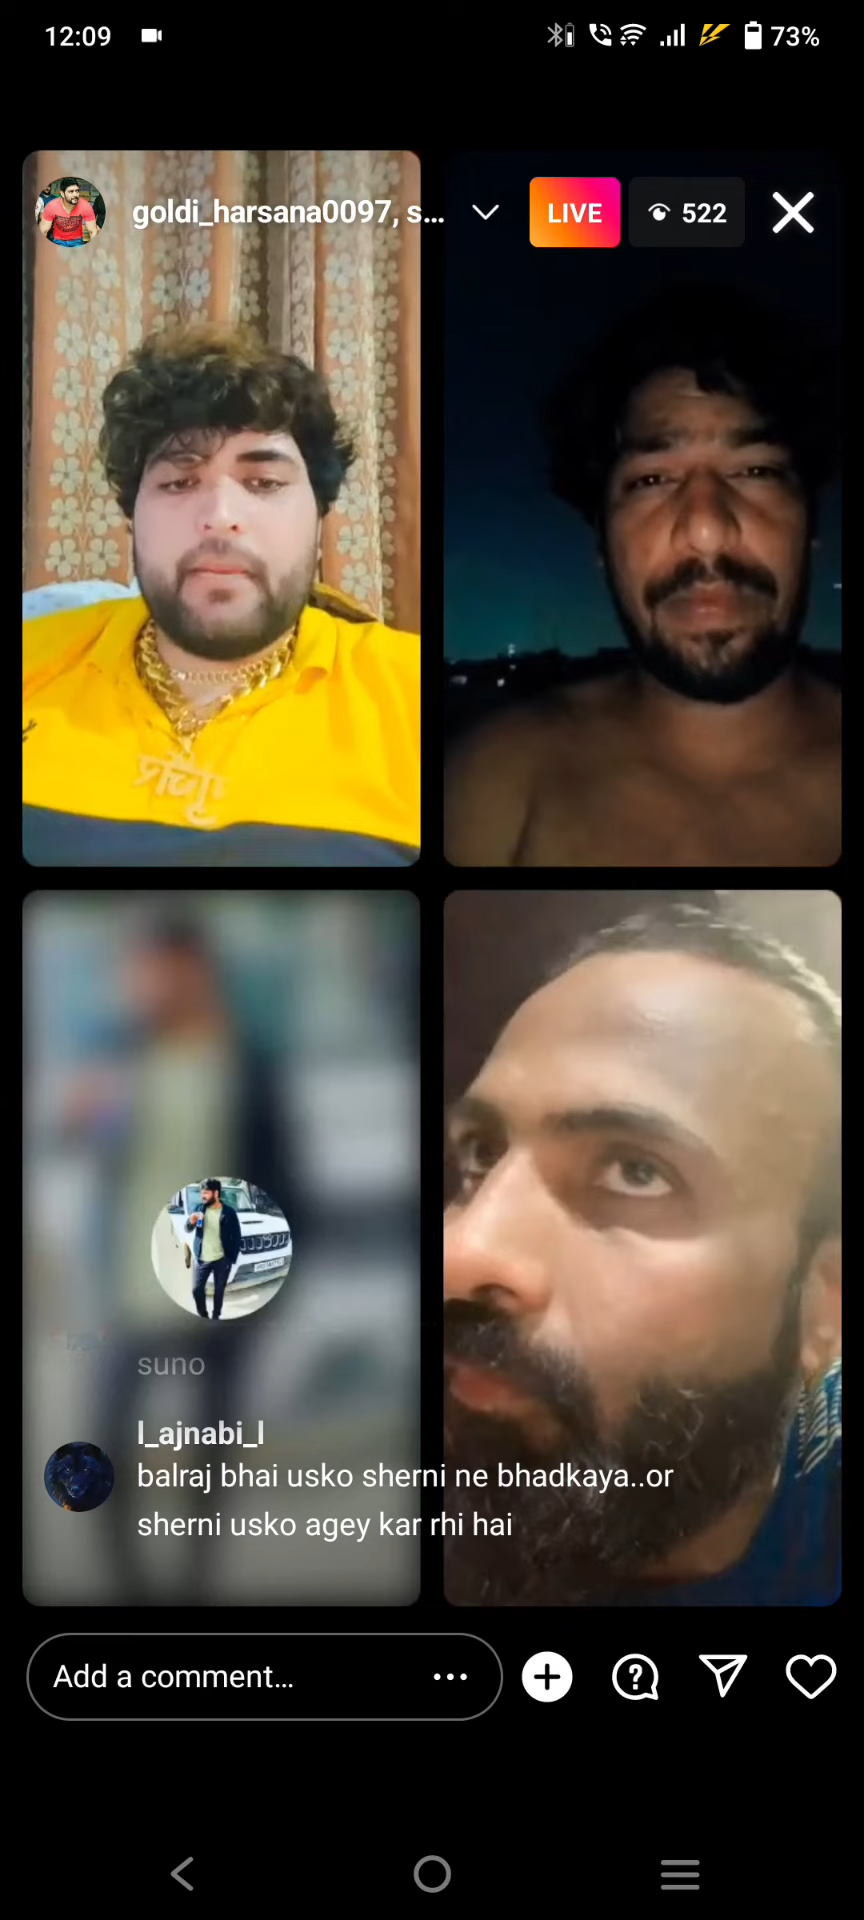 12:09
73%
goldi_harsana0097, s...
LIVE
522
suno
l_ajnabi_l
balraj bhai usko sherni ne bhadkaya..or
sherni usko agey kar rhi hai
Add a comment...